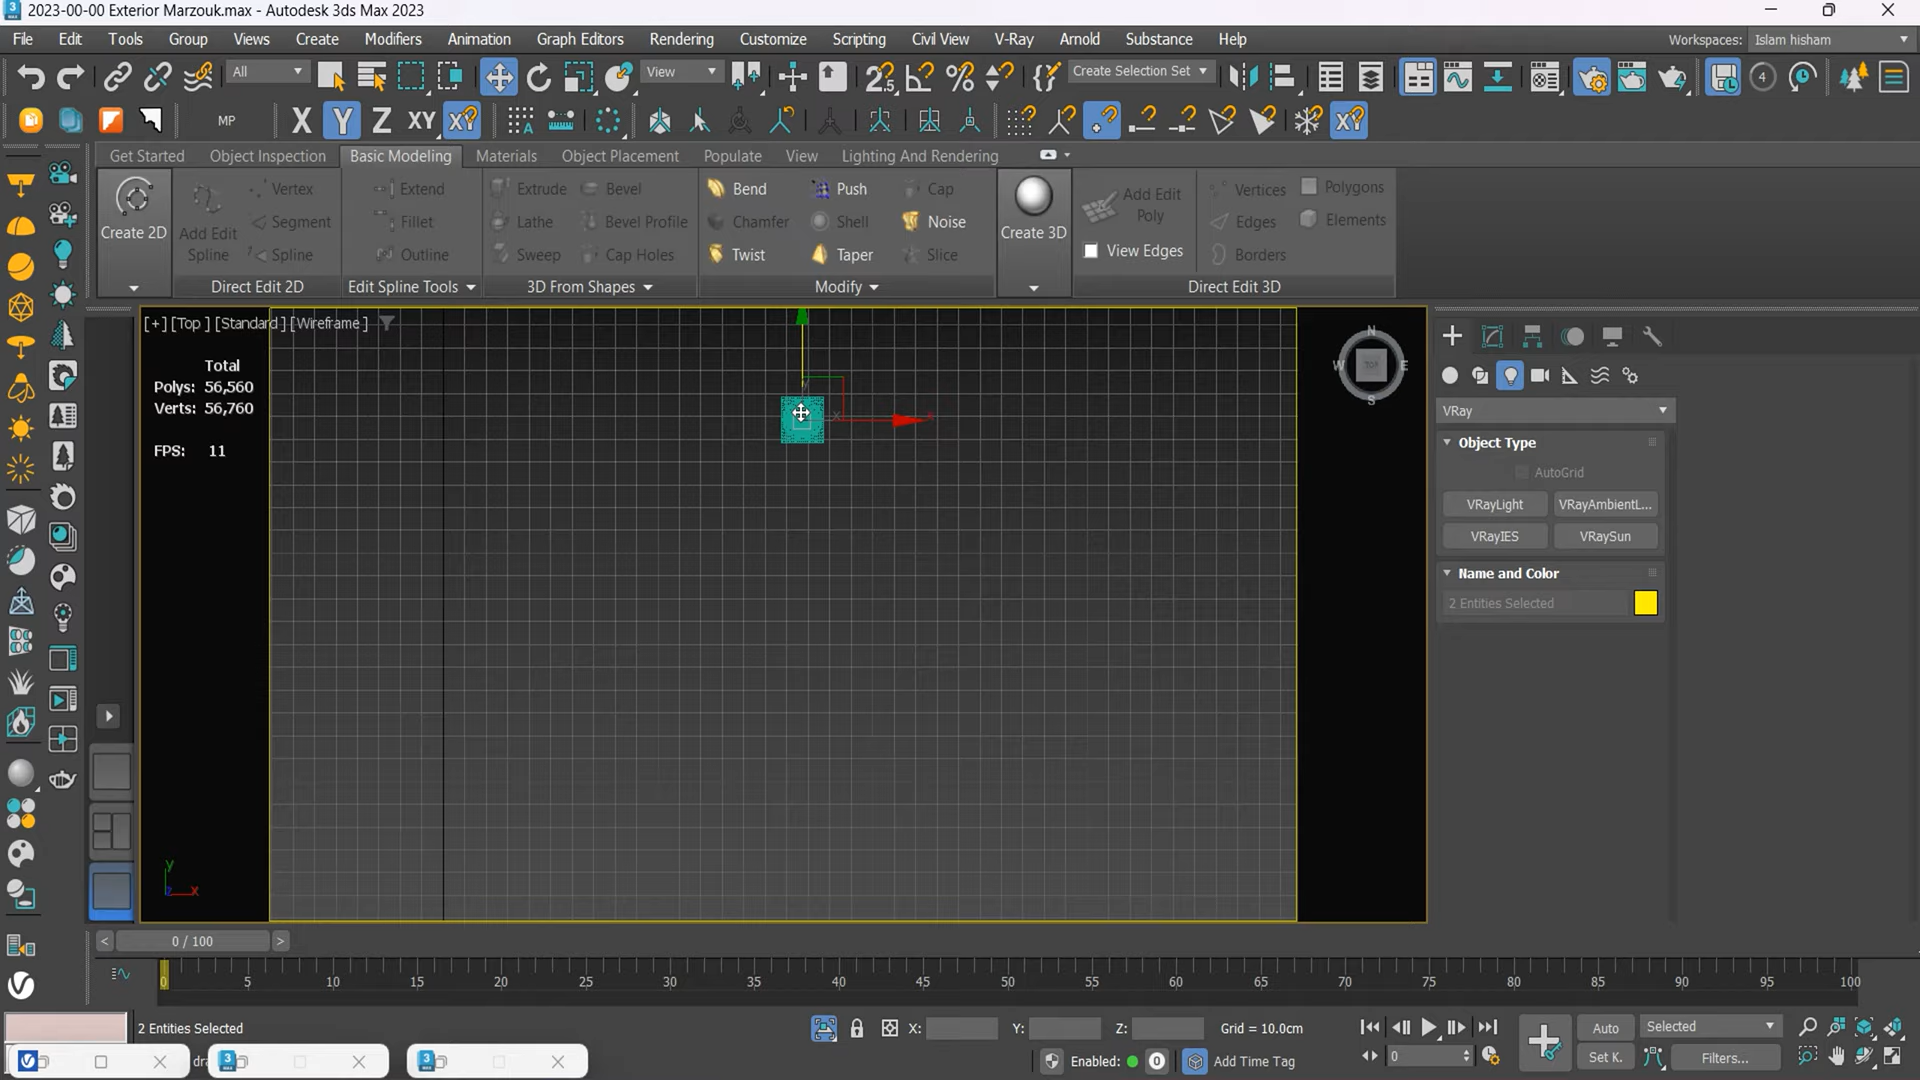 2023-00-00 Exterior Marzouk.max - Autodesk 3ds Max 2023
File Edit Tools Group Views Create Modifiers Animation Graph Editors Rendering Customize Scripting Civil View V-Ray Arnold Substance Help Workspaces: Islam hisham
All View Create Selection Set 4
MP X Y Z XY XY XY
Get Started Object Inspection Basic Modeling Materials Object Placement Populate View Lighting And Rendering
Create 2D Add Edit Spline Vertex Segment Spline Direct Edit 2D
Extend Fillet Outline Edit Spline Tools
Extrude Bevel Lathe Bevel Profile Sweep Cap Holes 3D From Shapes
Bend Push Cap Chamfer Shell Noise Twist Taper Slice Modify
Create 3D Add Edit Poly View Edges Vertices Polygons Edges Elements Borders Direct Edit 3D
[+] [Top ] [Standard ] [Wireframe ]
Total
Polys: 56,560
Verts: 56,760
FPS: 11
N
W TOP E
S
y
x
x
y
z x
VRay
Object Type
AutoGrid
VRayLight VRayAmbientL...
VRayIES VRaySun
Name and Color
2 Entities Selected
< 0 / 100 >
0 5 10 15 20 25 30 35 40 45 50 55 60 65 70 75 80 85 90 95 100
2 Entities Selected X: Y: Z: Grid = 10.0cm Auto Selected
Enabled: 0 Add Time Tag 0 Set K. Filters...